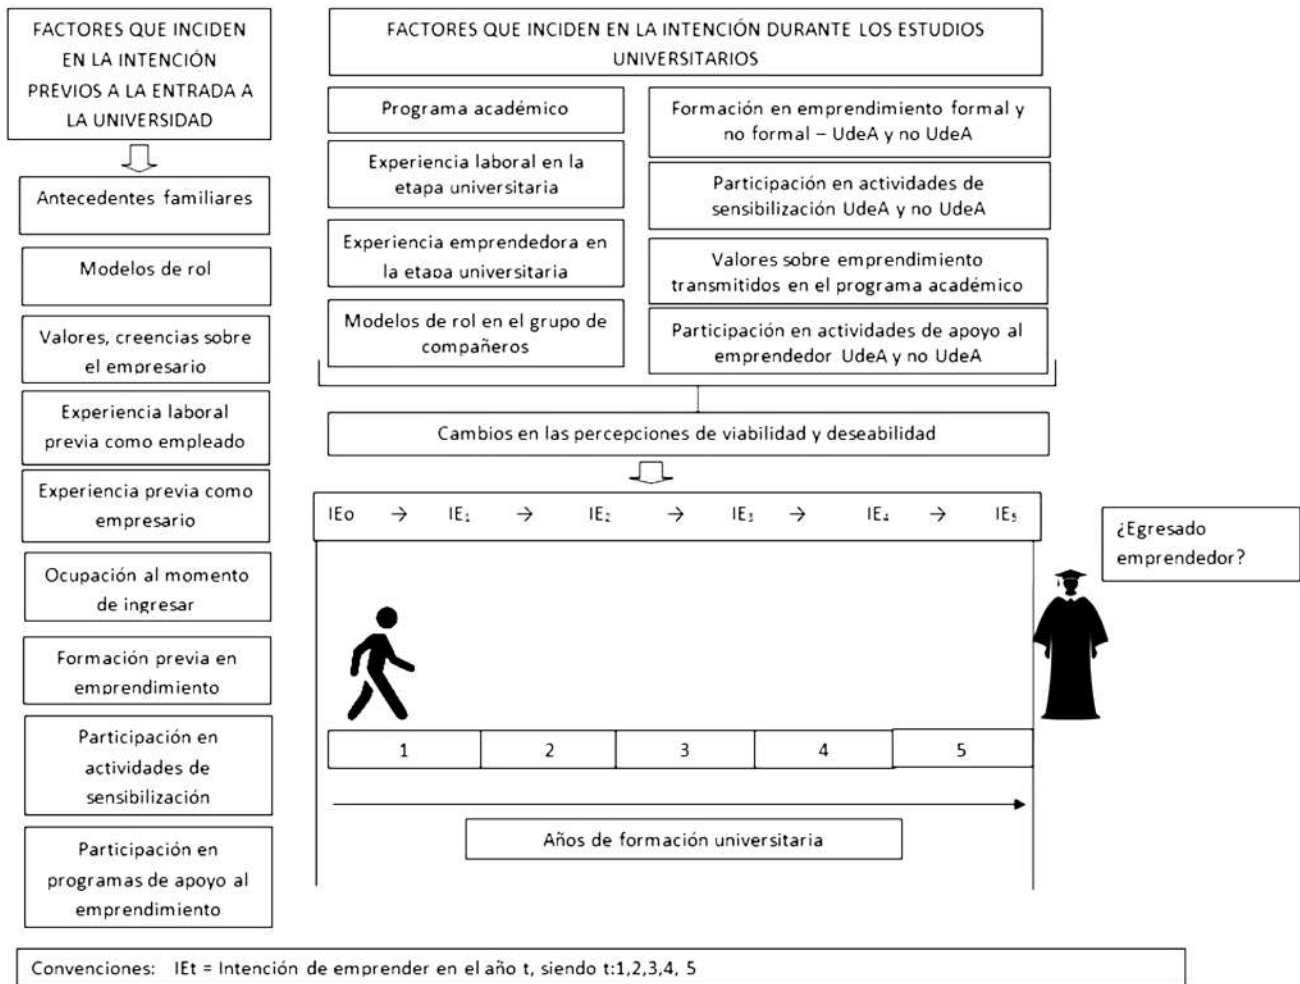 FACTORES QUE INCIDEN
EN LA INTENCIÓN
PREVIOS A LA ENTRADA A
LA UNIVERSIDAD
Antecedentes familiares
Modelos de rol
Valores, creencias sobre
el empresario
Experiencia laboral
previa como empleado
Experiencia previa como
empresario
Ocupación al momento
de ingresar
Formación previa en
emprendimiento
Participación en
actividades de
sensibilización
Participación en
programas de apoyo al
emprendimiento
FACTORES QUE INCIDEN EN LA INTENCIÓN DURANTE LOS ESTUDIOS
UNIVERSITARIOS
Programa académico
Experiencia laboral en la
etapa universitaria
Experiencia emprendedora en
la etapa universitaria
Modelos de rol en el grupo de
compañeros
Formación en emprendimiento formal y
no formal – UdeA y no UdeA
Participación en actividades de
sensibilización UdeA y no UdeA
Valores sobre emprendimiento
transmitidos en el programa académico
Participación en actividades de apoyo al
emprendedor UdeA y no UdeA
Cambios en las percepciones de viabilidad y deseabilidad
IEo → IE₁ → IE₂ → IE₃ → IE₄ → IE₅
¿Egresado
emprendedor?
1 2 3 4 5
Años de formación universitaria
Convenciones: IEt = Intención de emprender en el año t, siendo t:1,2,3,4, 5